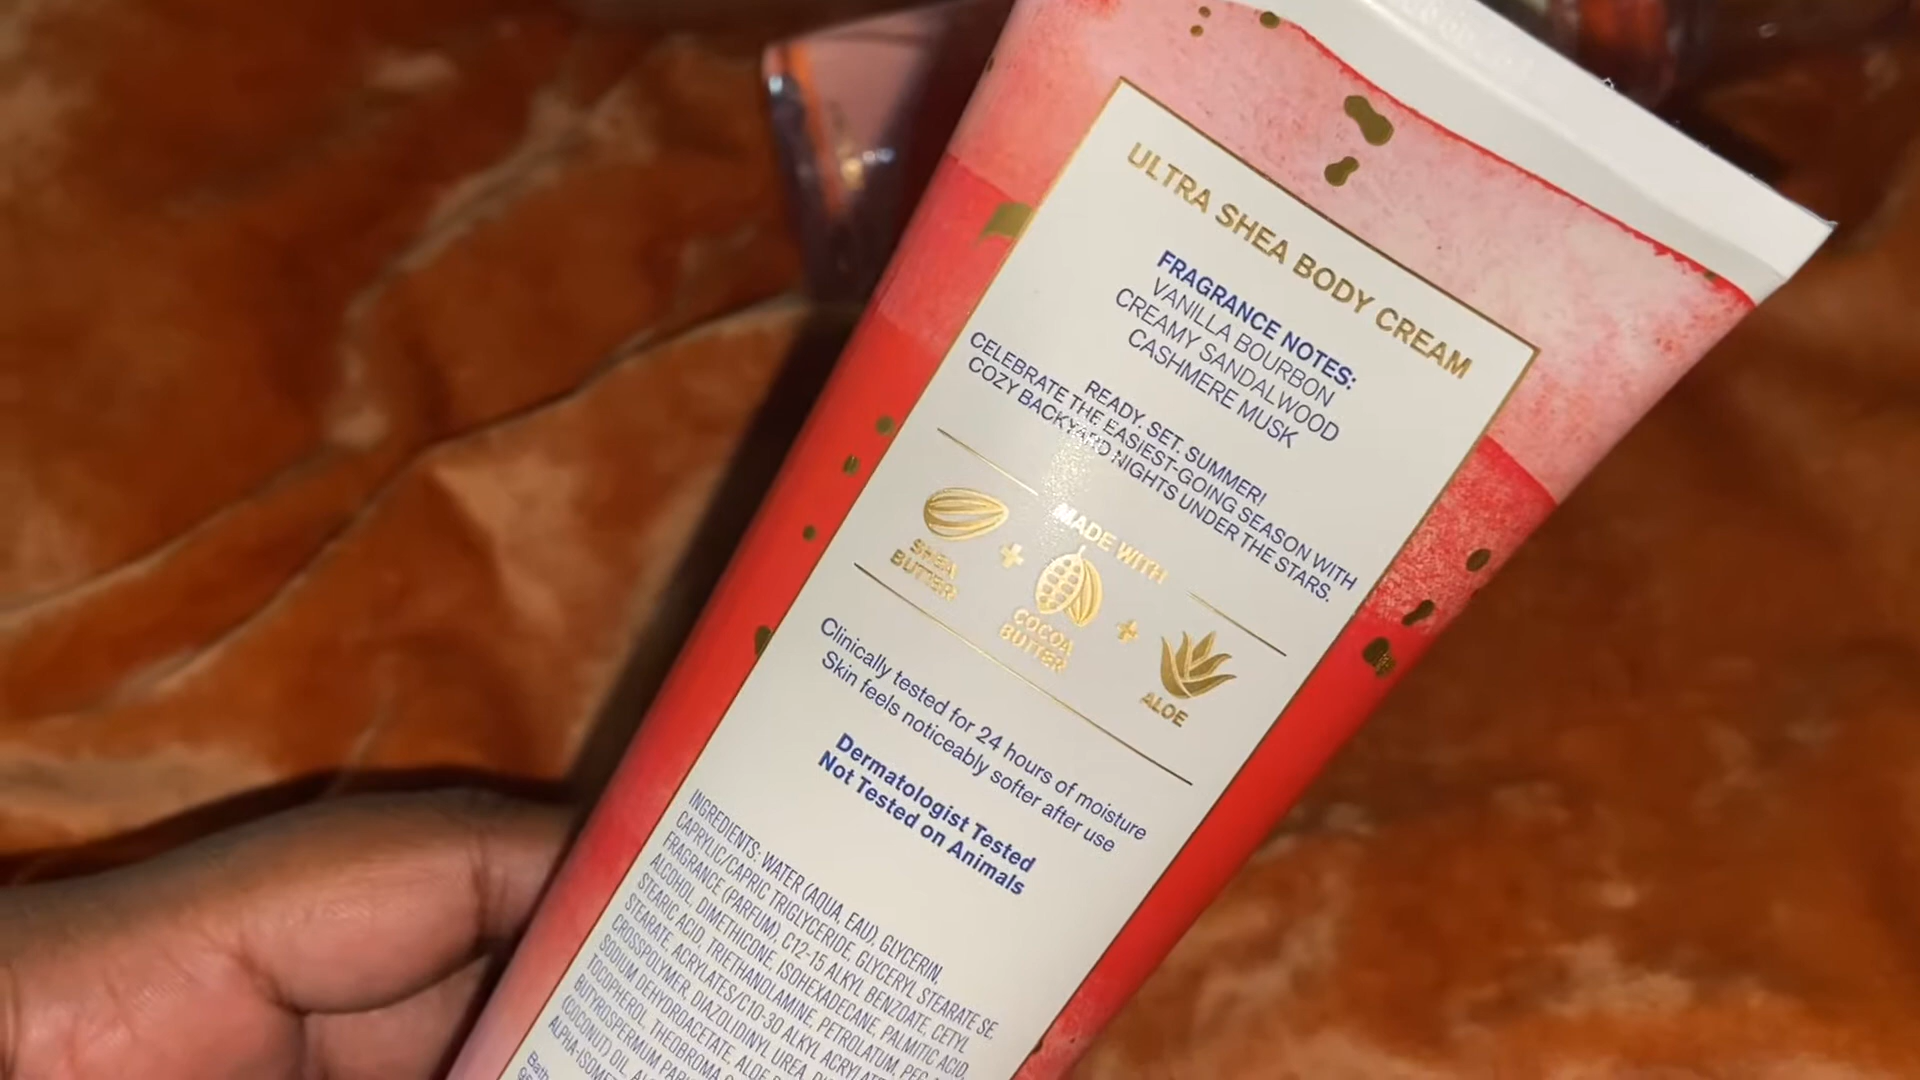 ULTRA SHEA BODY CREAM
FRAGRANCE NOTES:
VANILLA BOURBON
CREAMY SANDALWOOD
CASHMERE MUSK
READY. SET. SUMMER!
CELEBRATE THE EASIEST-GOING SEASON WITH
COZY BACKYARD NIGHTS UNDER THE STARS.
MADE WITH
SHEA
BUTTER
+
COCOA
BUTTER
+
ALOE
Clinically tested for 24 hours of moisture
Skin feels noticeably softer after use
Dermatologist Tested
Not Tested on Animals
INGREDIENTS: WATER (AQUA, EAU), GLYCERIN,
CAPRYLIC/CAPRIC TRIGLYCERIDE, GLYCERYL STEARATE SE,
FRAGRANCE (PARFUM), C12-15 ALKYL BENZOATE, CETYL
ALCOHOL, DIMETHICONE, ISOHEXADECANE, PALMITIC ACID,
STEARIC ACID, TRIETHANOLAMINE, PETROLATUM,
STEARATE, ACRYLATES/C10-30 ALKYL
CROSSPOLYMER, DIAZOLIDINYL UREA,
SODIUM DEHYDROACETATE, ALOE
TOCOPHEROL, THEOBROMA
BUTYROSPERMUM
(COCONUT) OIL,
Bath